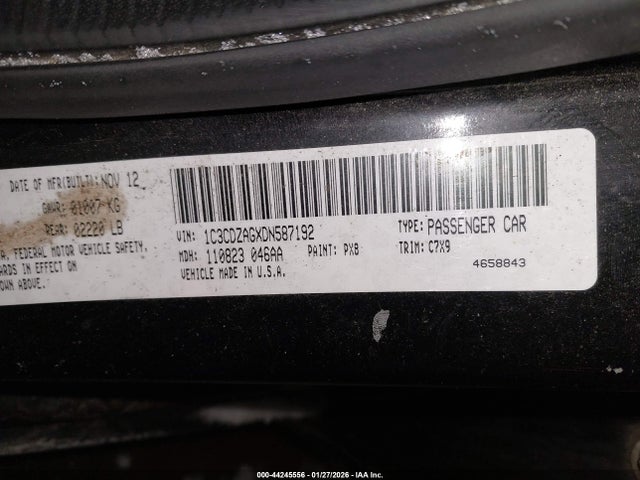 DATE OF MFR(BUILT): NOV 12
GAWR: 01007 KG
REAR: 02220 LB
FEDERAL MOTOR VEHICLE SAFETY,
ARDS IN EFFECT ON
OWN ABOVE.
VIN: 1C3CDZAGXDN587192
TYPE: PASSENGER CAR
MDH: 110823 046AA
PAINT: PX8
TRIM: C7X9
VEHICLE MADE IN U.S.A.
4658843
000-44245556 - 01/27/2026 - IAA Inc.